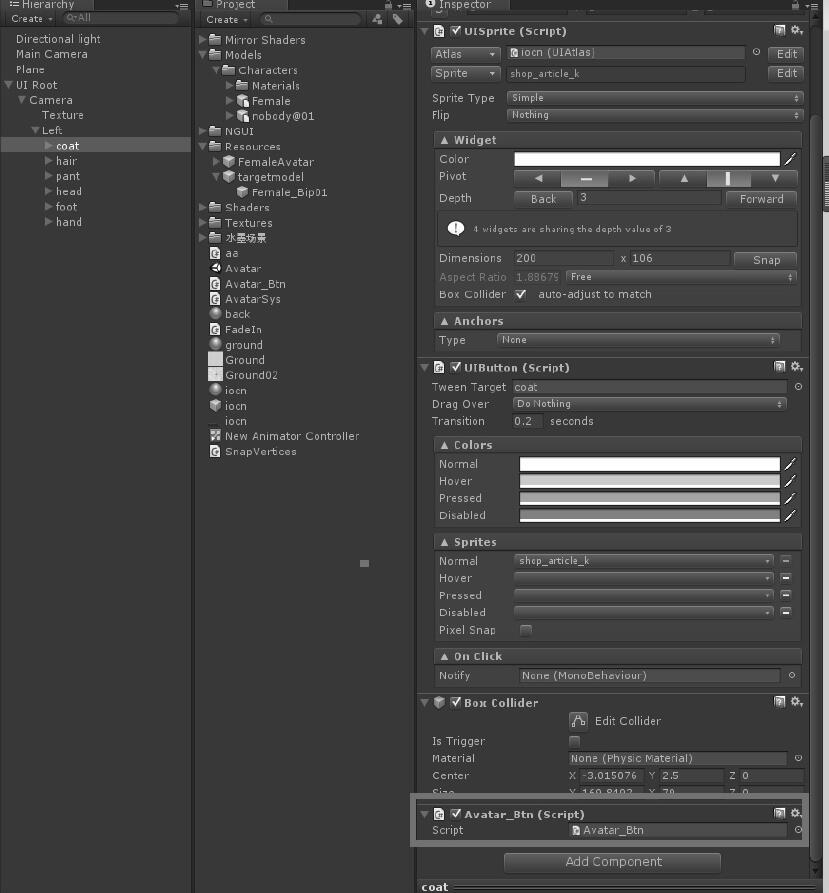 Hierarchy
Create
All
Directional light
Main Camera
Plane
UI Root
Camera
Texture
Left
coat
hair
pant
head
foot
hand
Project
Create
Mirror Shaders
Models
Characters
Materials
Female
nobody@01
NGUI
Resources
FemaleAvatar
targetmodel
Female_Bip01
Shaders
Textures
水墨场景
aa
Avatar
Avatar_Btn
AvatarSys
back
FadeIn
ground
Ground
Ground02
iocn
iocn
iocn
New Animator Controller
SnapVertices
Inspector
UISprite (Script)
Atlas iocn (UIAtlas) Edit
Sprite shop_article_k Edit
Sprite Type Simple
Flip Nothing
Widget
Color
Pivot
Depth Back 3 Forward
4 widgets are sharing the depth value of 3
Dimensions 200 x 106 Snap
Aspect Ratio 1.88679 Free
Box Collider auto-adjust to match
Anchors
Type None
UIButton (Script)
Tween Target coat
Drag Over Do Nothing
Transition 0.2 seconds
Colors
Normal
Hover
Pressed
Disabled
Sprites
Normal shop_article_k
Hover
Pressed
Disabled
Pixel Snap
On Click
Notify None (MonoBehaviour)
Box Collider
Edit Collider
Is Trigger
Material None (Physic Material)
Center X -3.015076 Y 2.5 Z 0
Size X Y 79 Z 0
Avatar_Btn (Script)
Script Avatar_Btn
Add Component
coat